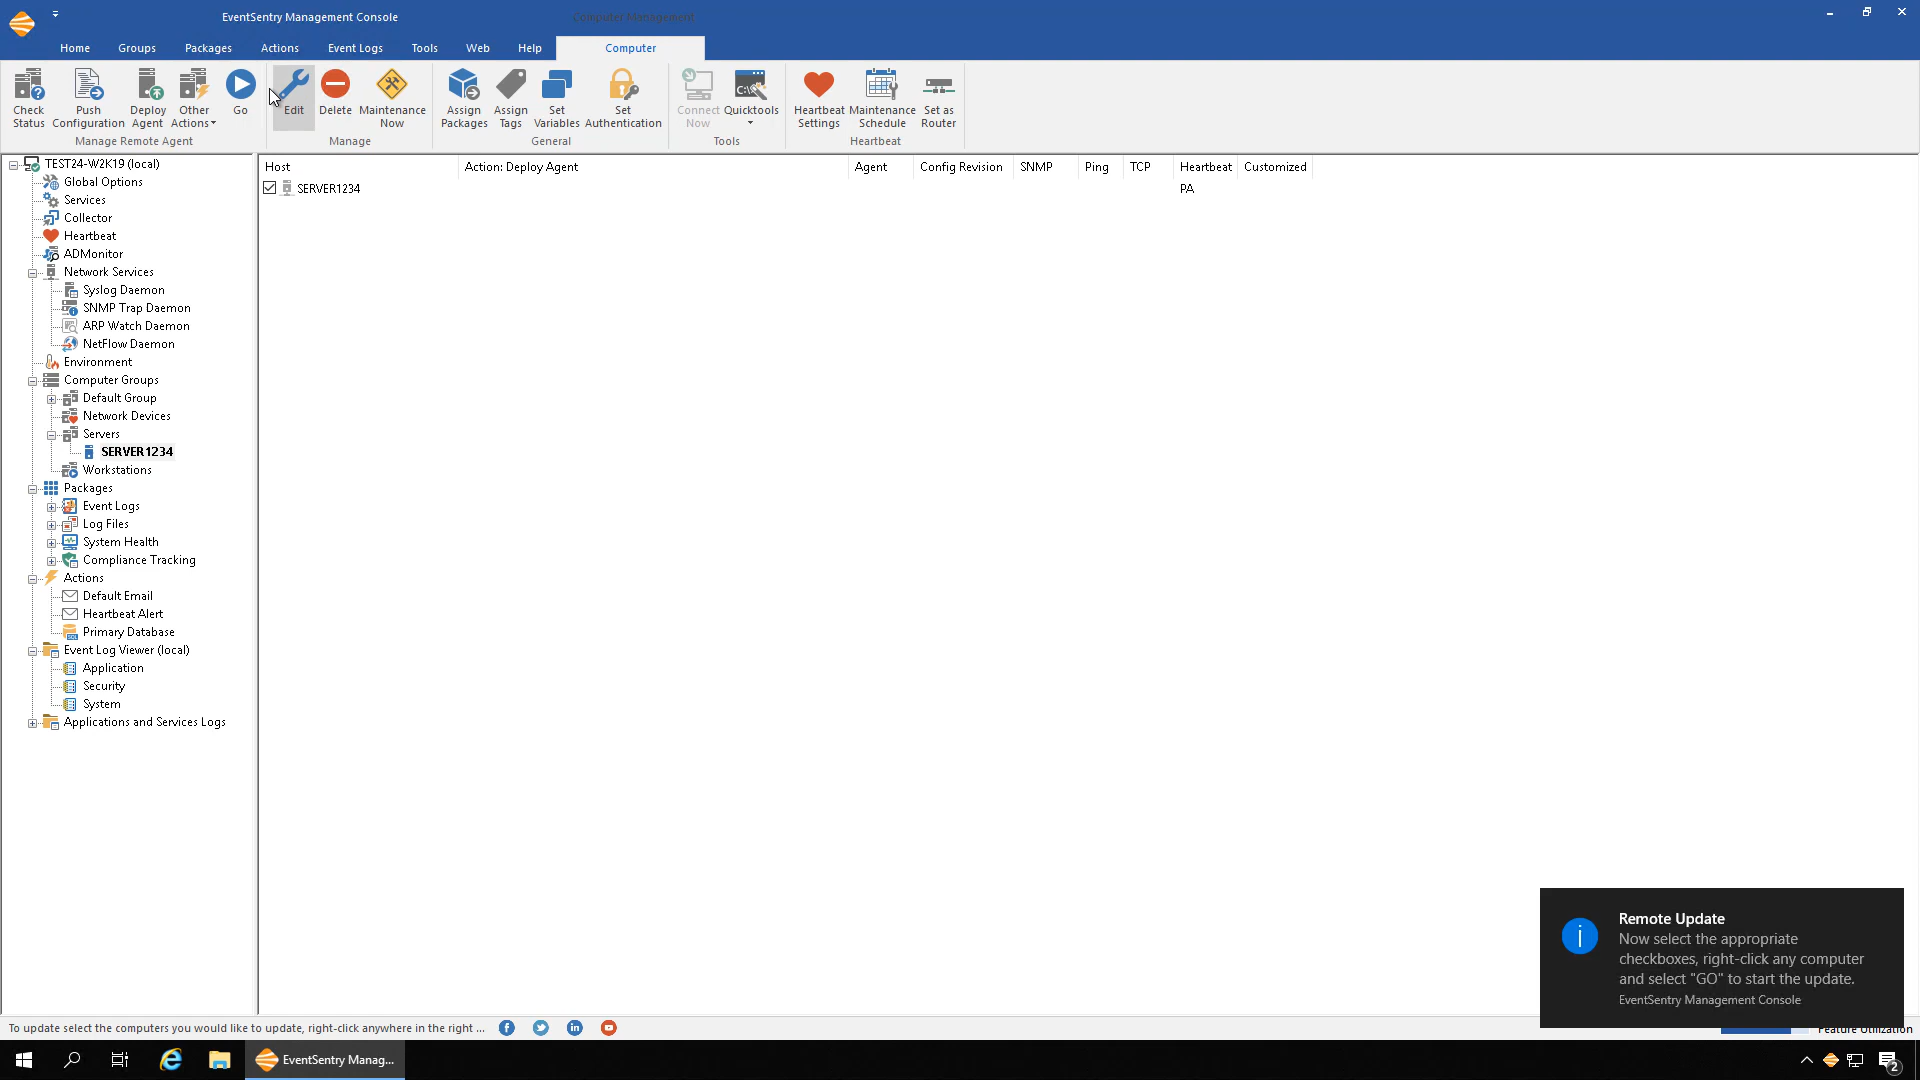 EventSentry Management Console
Computer Management
Home Groups Packages Actions Event Logs Tools Web Help Computer
Check Status
Push Configuration
Deploy Agent
Other Actions
Go
Edit
Delete
Maintenance Now
Assign Packages
Assign Tags
Set Variables
Set Authentication
Connect Now
Quicktools
Heartbeat Settings
Maintenance Schedule
Set as Router
Manage Remote Agent
Manage
General
Tools
Heartbeat
TEST24-W2K19 (local)
Global Options
Services
Collector
Heartbeat
ADMonitor
Network Services
Syslog Daemon
SNMP Trap Daemon
ARP Watch Daemon
NetFlow Daemon
Environment
Computer Groups
Default Group
Network Devices
Servers
SERVER1234
Workstations
Packages
Event Logs
Log Files
System Health
Compliance Tracking
Actions
Default Email
Heartbeat Alert
Primary Database
Event Log Viewer (local)
Application
Security
System
Applications and Services Logs
Host Action: Deploy Agent Agent Config Revision SNMP Ping TCP Heartbeat Customized
SERVER1234 PA
Remote Update
Now select the appropriate
checkboxes, right-click any computer
and select "GO" to start the update.
EventSentry Management Console
To update select the computers you would like to update, right-click anywhere in the right ...
Feature Utilization
EventSentry Manag...
2